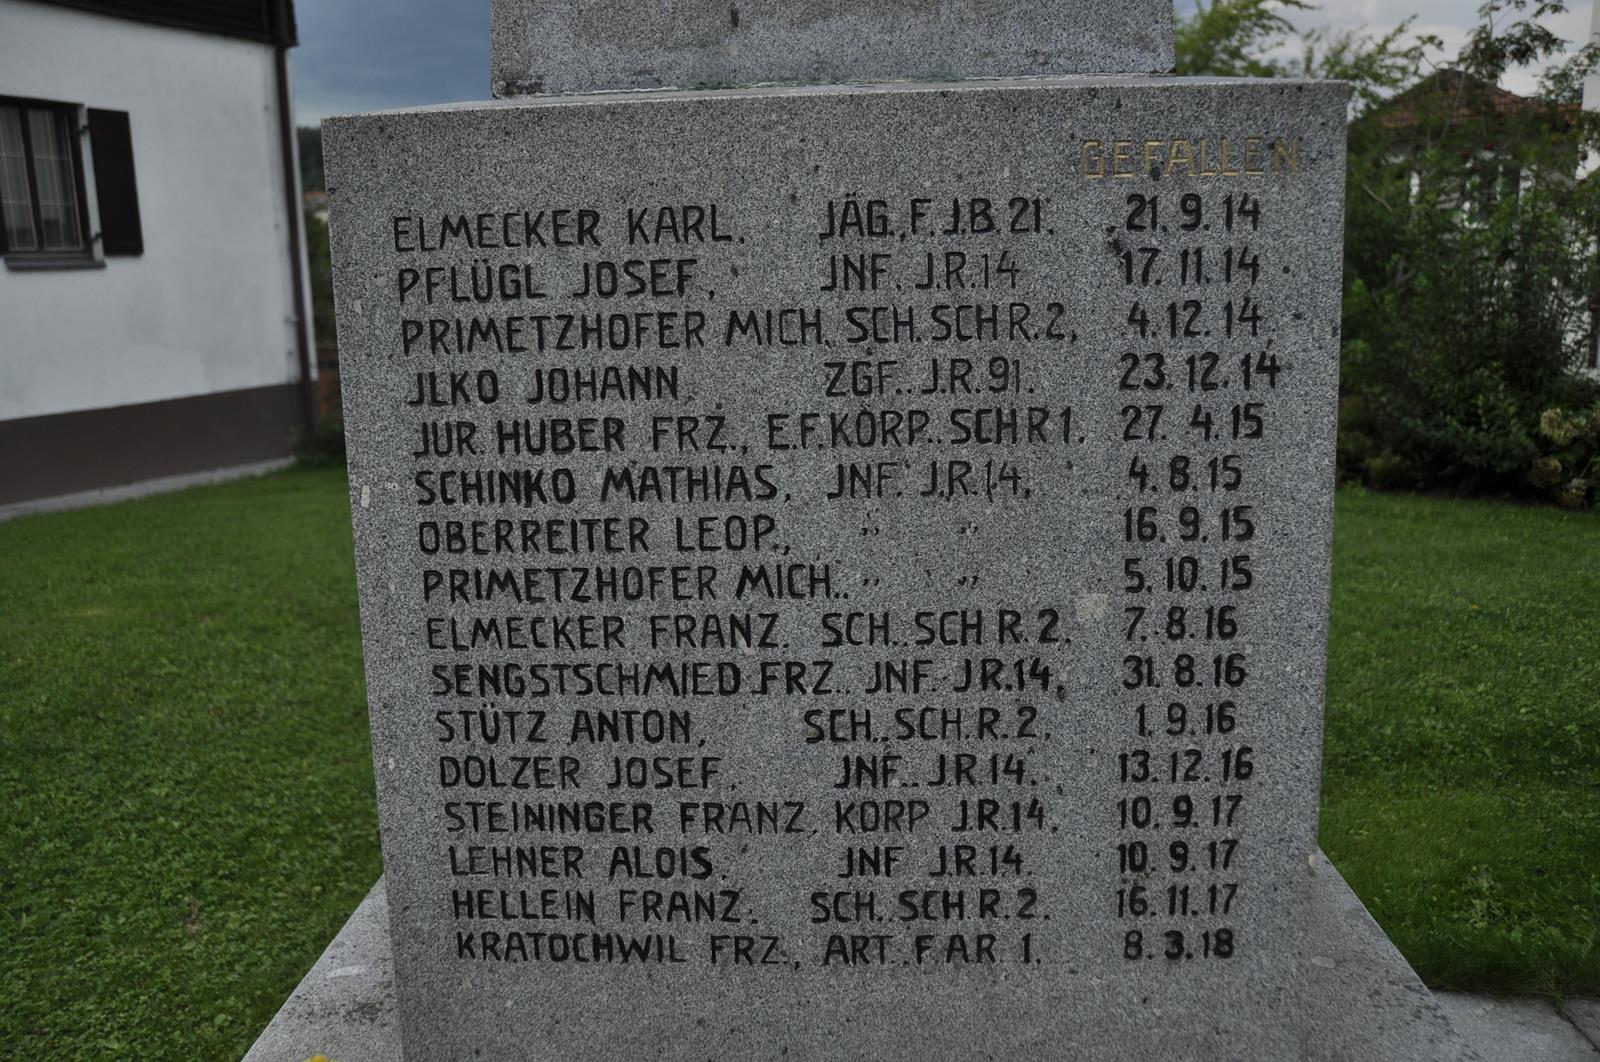 GEFALLEN
ELMECKER KARL. JÄG. F.J.B. 21. 21. 9. 14
PFLÜGL JOSEF, JNF. J.R. 14 17. 11. 14
PRIMETZHOFER MICH. SCH. SCH R. 2, 4. 12. 14
JLKO JOHANN, ZGF. J.R. 91. 23. 12. 14
JUR. HUBER FRZ., E.F. KORP. SCH R 1. 27. 4. 15
SCHINKO MATHIAS, JNF. J.R. 14, 4. 8. 15
OBERREITER LEOP., " " 16. 9. 15
PRIMETZHOFER MICH. " " 5. 10. 15
ELMECKER FRANZ. SCH. SCH R. 2. 7. 8. 16
SENGSTSCHMIED FRZ. JNF. J.R. 14, 31. 8. 16
STÜTZ ANTON, SCH. SCH. R. 2, 1. 9. 16
DOLZER JOSEF, JNF. J.R. 14. 13. 12. 16
STEININGER FRANZ, KORP J.R. 14. 10. 9. 17
LEHNER ALOIS. JNF J.R. 14. 10. 9. 17
HELLEIN FRANZ. SCH. SCH. R. 2. 16. 11. 17
KRATOCHWIL FRZ., ART. F AR 1. 8. 3. 18